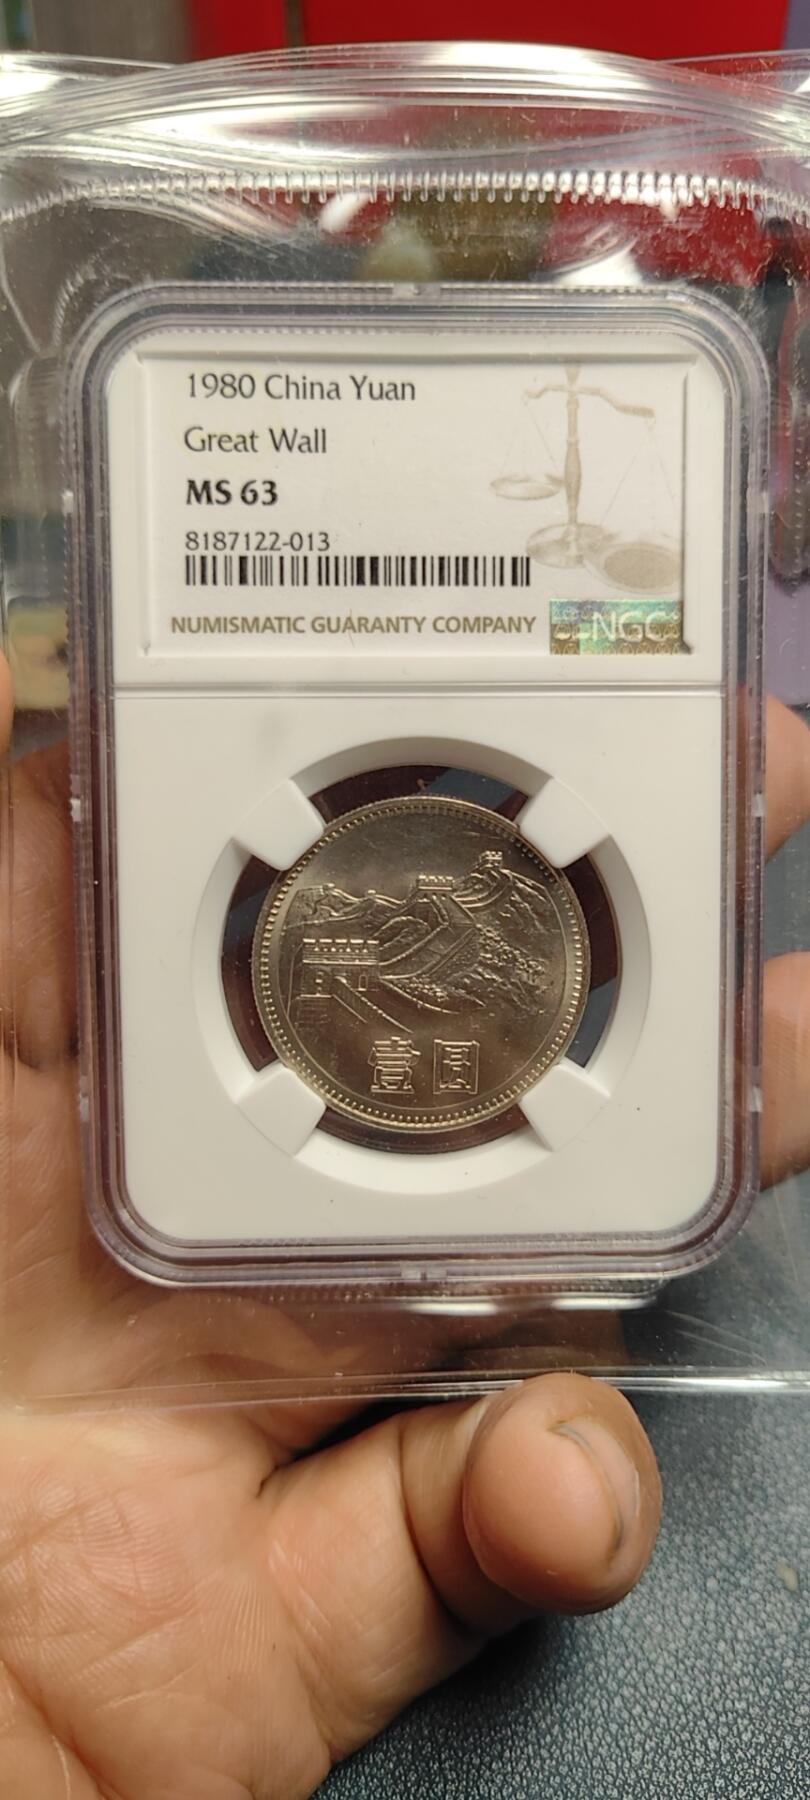 1980 China Yuan
Great Wall
MS 63
8187122-013
NUMISMATIC GUARANTY COMPANY
NGC
壹圆